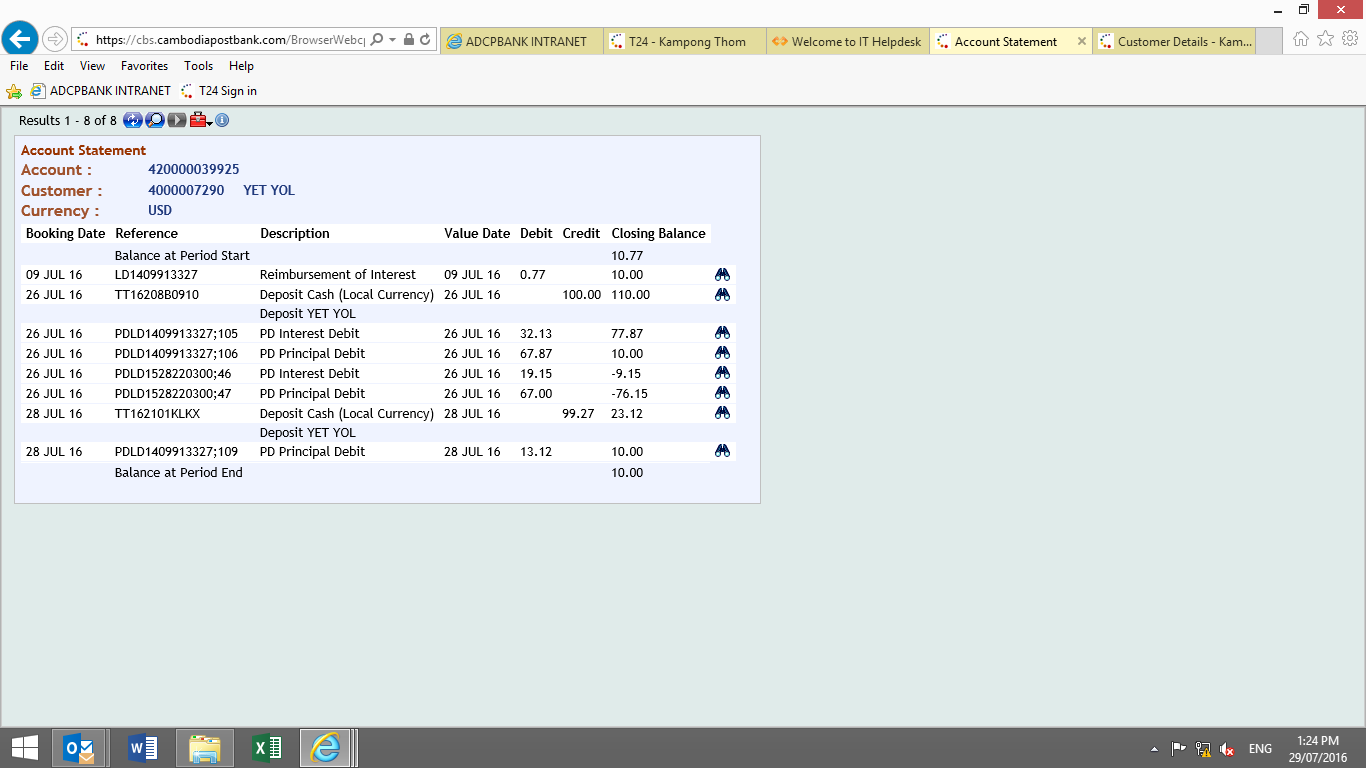 https://cbs.cambodiapostbank.com/BrowserWebcp
ADCPBANK INTRANET
T24 - Kampong Thom
Welcome to IT Helpdesk
Account Statement
Customer Details - Kam...
File Edit View Favorites Tools Help
ADCPBANK INTRANET T24 Sign in
Results 1 - 8 of 8
Account Statement
Account : 420000039925
Customer : 4000007290 YET YOL
Currency : USD
Booking Date Reference Description Value Date Debit Credit Closing Balance
Balance at Period Start 10.77
09 JUL 16 LD1409913327 Reimbursement of Interest 09 JUL 16 0.77 10.00
26 JUL 16 TT16208B0910 Deposit Cash (Local Currency) 26 JUL 16 100.00 110.00
Deposit YET YOL
26 JUL 16 PDLD1409913327;105 PD Interest Debit 26 JUL 16 32.13 77.87
26 JUL 16 PDLD1409913327;106 PD Principal Debit 26 JUL 16 67.87 10.00
26 JUL 16 PDLD1528220300;46 PD Interest Debit 26 JUL 16 19.15 -9.15
26 JUL 16 PDLD1528220300;47 PD Principal Debit 26 JUL 16 67.00 -76.15
28 JUL 16 TT162101KLKX Deposit Cash (Local Currency) 28 JUL 16 99.27 23.12
Deposit YET YOL
28 JUL 16 PDLD1409913327;109 PD Principal Debit 28 JUL 16 13.12 10.00
Balance at Period End 10.00
ENG
1:24 PM
29/07/2016